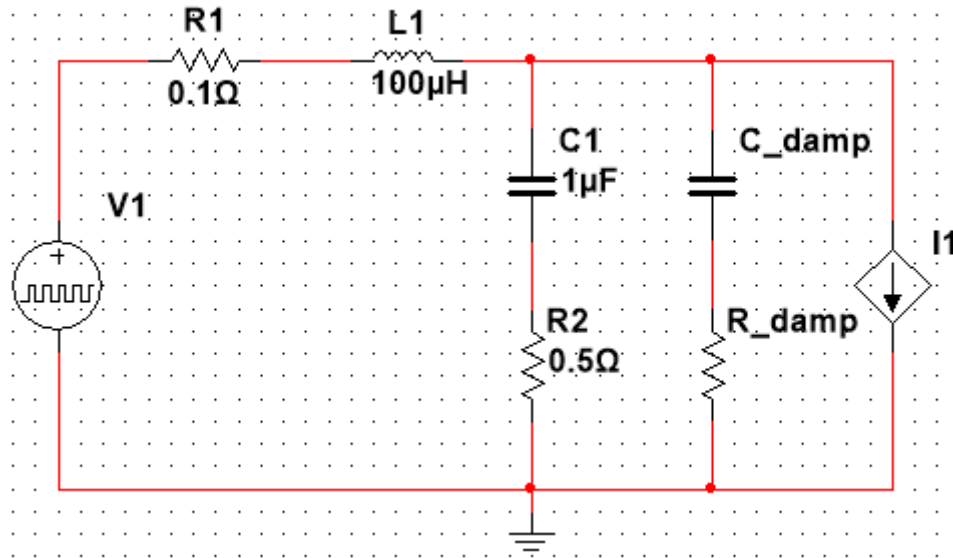 R1
0.1Ω
L1
100µH
C1
1µF
C_damp
V1
I1
R2
0.5Ω
R_damp